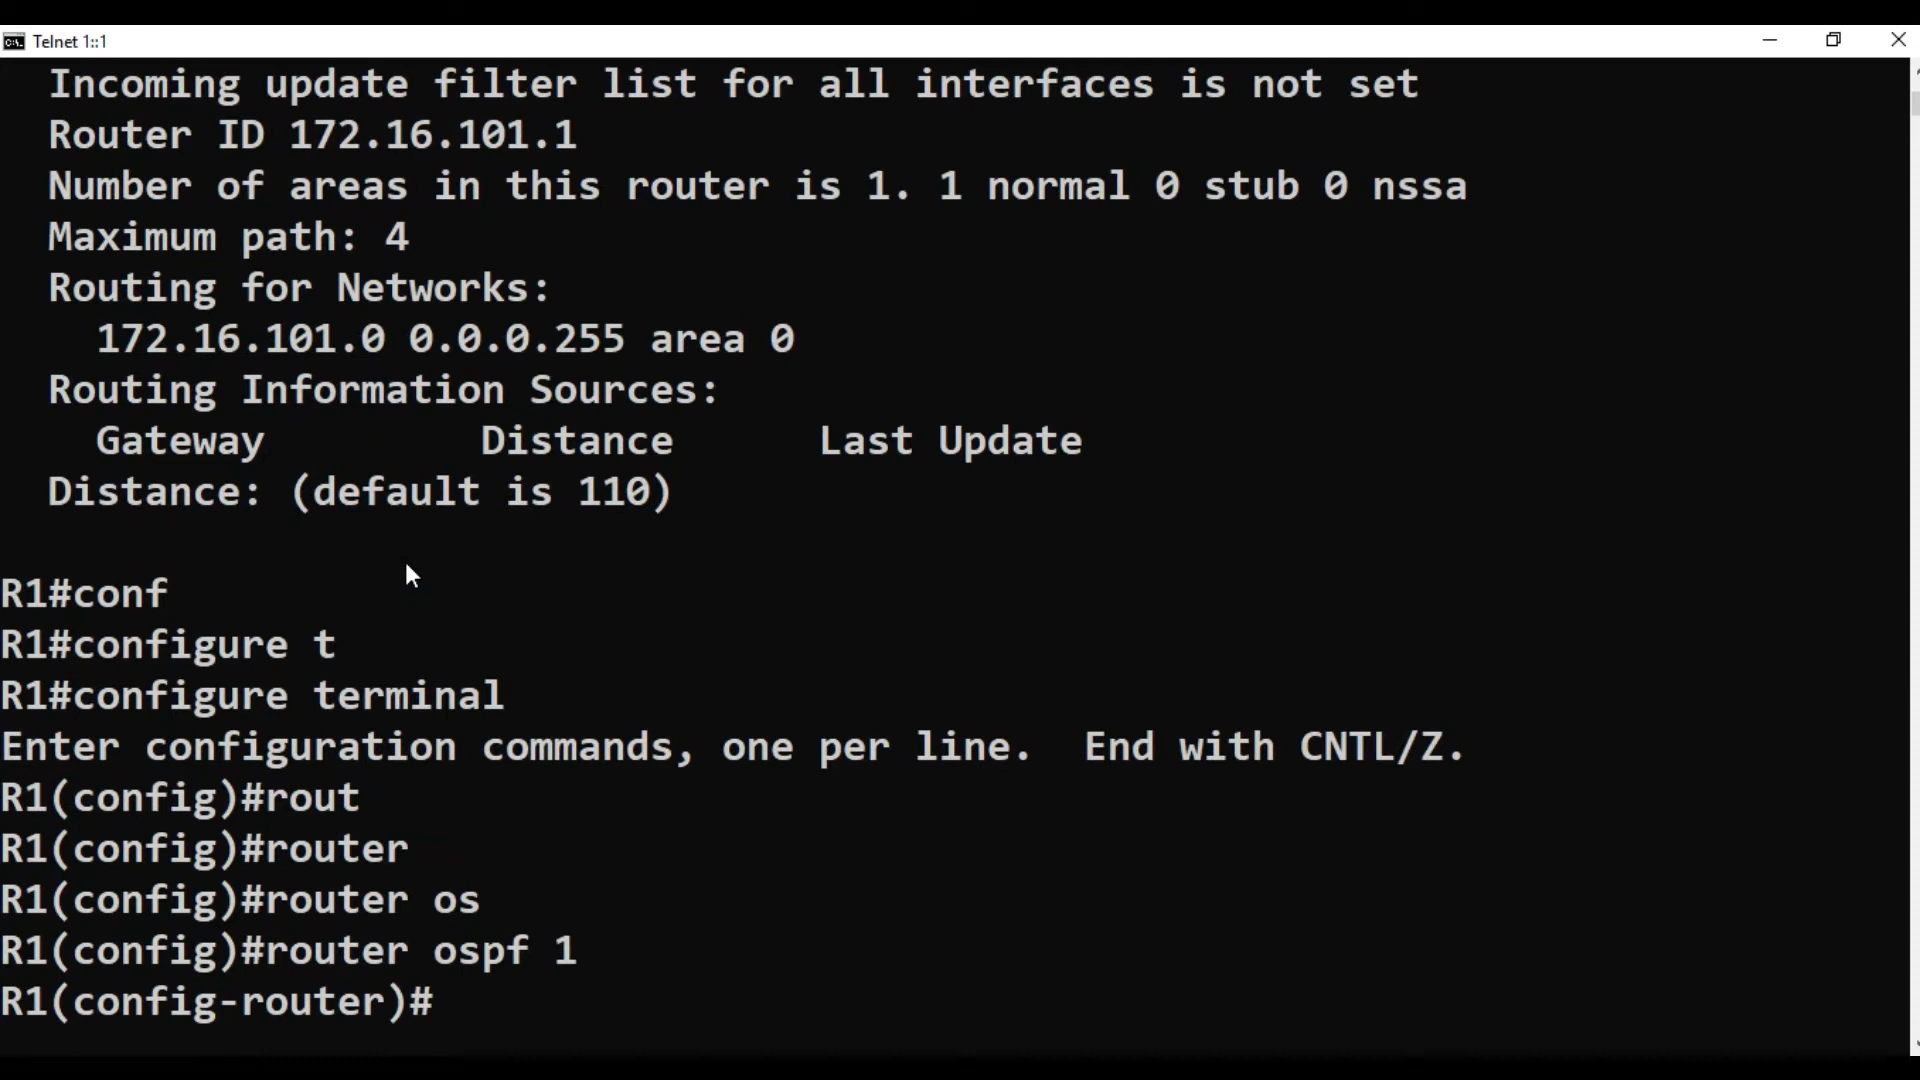 Telnet 1::1
Incoming update filter list for all interfaces is not set
Router ID 172.16.101.1
Number of areas in this router is 1. 1 normal 0 stub 0 nssa
Maximum path: 4
Routing for Networks:
172.16.101.0 0.0.0.255 area 0
Routing Information Sources:
Gateway Distance Last Update
Distance: (default is 110)
R1#conf
R1#configure t
R1#configure terminal
Enter configuration commands, one per line. End with CNTL/Z.
R1(config)#rout
R1(config)#router
R1(config)#router os
R1(config)#router ospf 1
R1(config-router)#